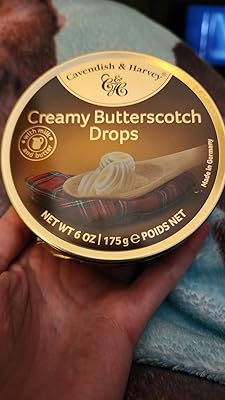 Cavendish & Harvey
C&H
Creamy Butterscotch
Drops
with milk
and butter
Made in Germany
NET WT 6 OZ | 175g e POIDS NET